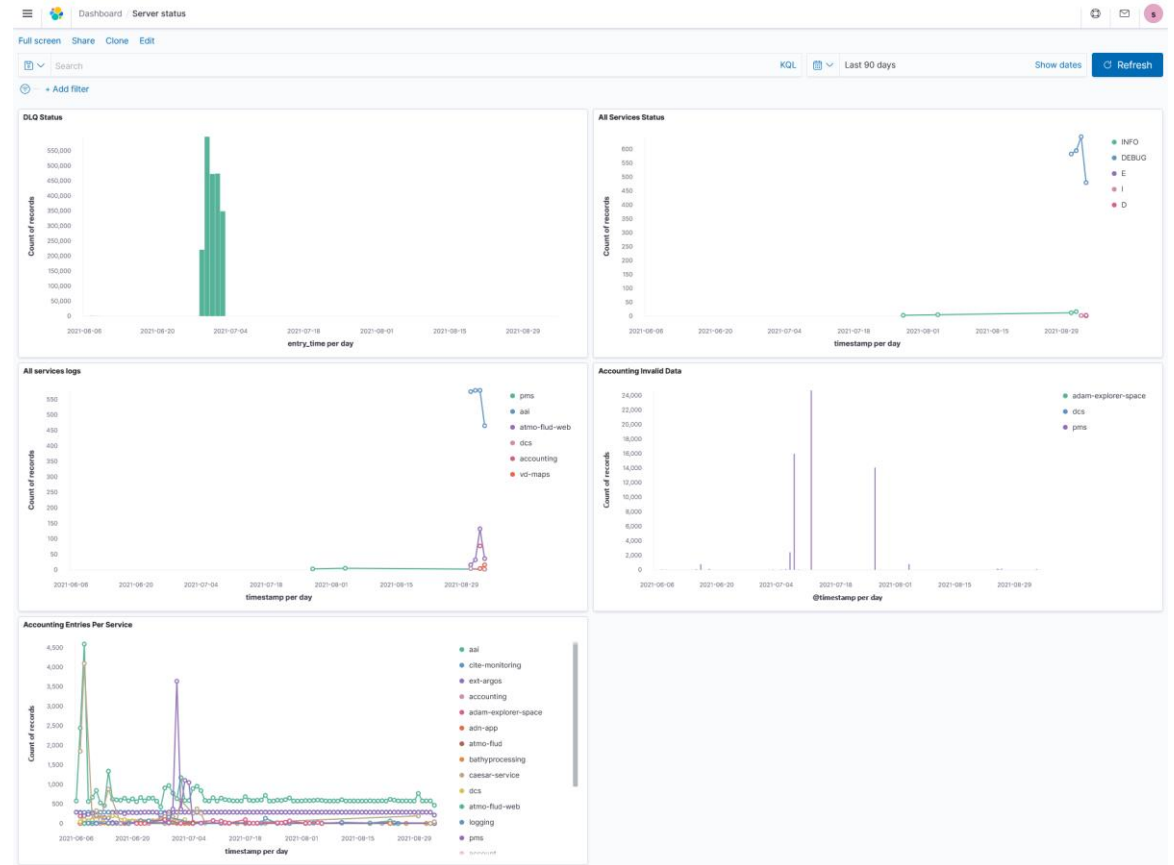 Dashboard / Server status
s
Full screen Share Clone Edit
Search KQL Last 90 days Show dates Refresh
+ Add filter
DLQ Status
550,000
500,000
450,000
400,000
350,000
300,000
250,000
200,000
150,000
100,000
50,000
0
Count of records
2021-06-06 2021-06-20 2021-07-04 2021-07-18 2021-08-01 2021-08-15 2021-08-29
entry_time per day
All Services Status
600
550
500
450
400
350
300
250
200
150
100
50
0
Count of records
2021-06-06 2021-06-20 2021-07-04 2021-07-18 2021-08-01 2021-08-15 2021-08-29
timestamp per day
INFO
DEBUG
E
I
D
All services logs
550
500
450
400
350
300
250
200
150
100
50
0
Count of records
2021-06-06 2021-06-20 2021-07-04 2021-07-18 2021-08-01 2021-08-15 2021-08-29
timestamp per day
pms
aai
atmo-flud-web
dcs
accounting
vd-maps
Accounting Invalid Data
24,000
22,000
20,000
18,000
16,000
14,000
12,000
10,000
8,000
6,000
4,000
2,000
0
Count of records
2021-06-06 2021-06-20 2021-07-04 2021-07-18 2021-08-01 2021-08-15 2021-08-29
@timestamp per day
adam-explorer-space
dcs
pms
Accounting Entries Per Service
4,500
4,000
3,500
3,000
2,500
2,000
1,500
1,000
500
0
Count of records
2021-06-06 2021-06-20 2021-07-04 2021-07-18 2021-08-01 2021-08-15 2021-08-29
timestamp per day
aai
cite-monitoring
ext-argos
accounting
adam-explorer-space
adn-app
atmo-flud
bathyprocessing
caesar-service
dcs
atmo-flud-web
logging
pms
account